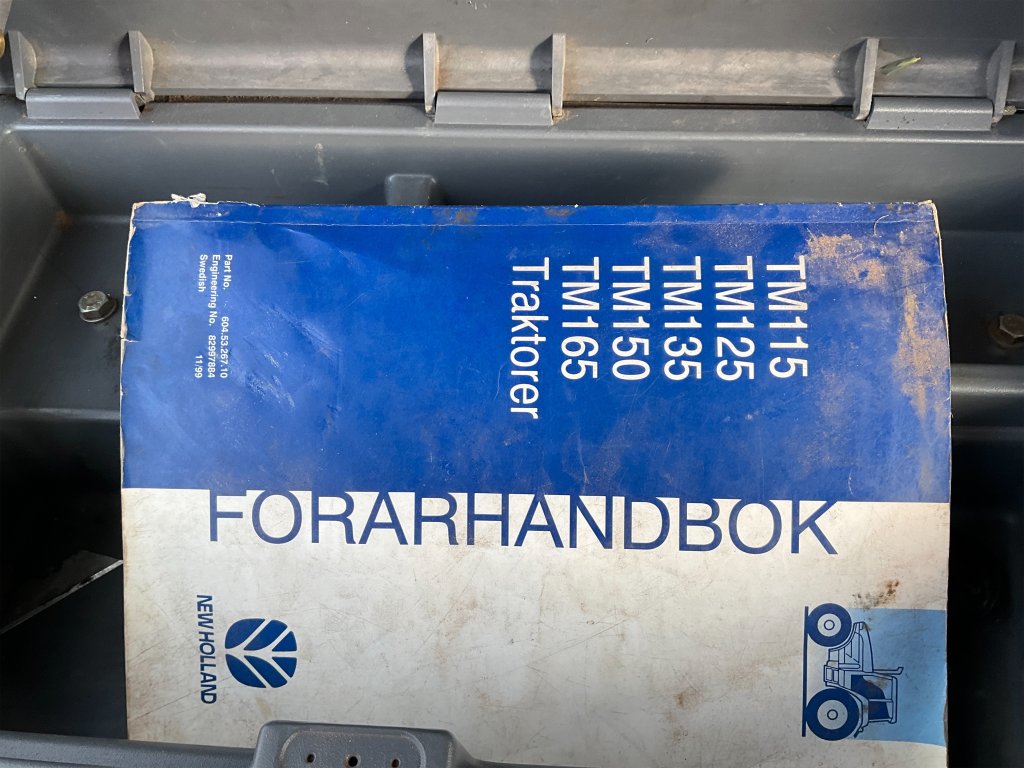 TM115
TM125
TM135
TM150
TM165
Traktorer
Part No. 604.53.267.10
Engineering No. 82997884
Swedish 11/99
FORARHANDBOK
NEW HOLLAND